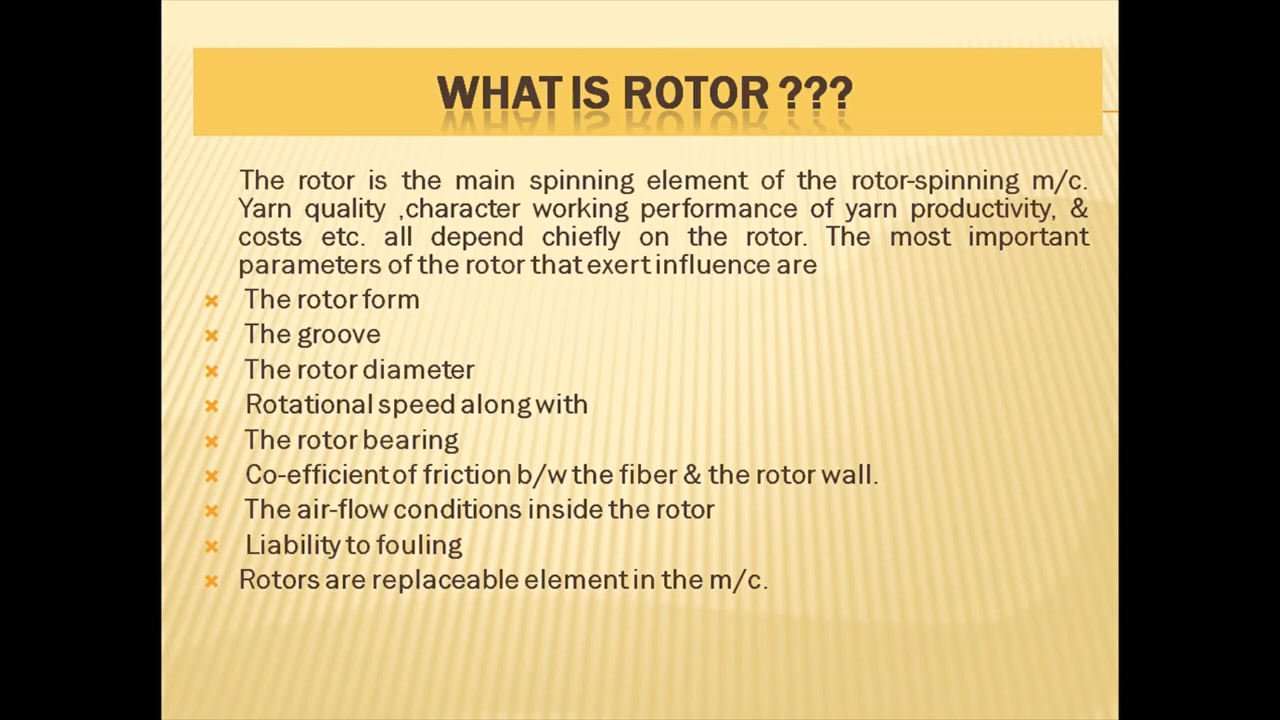 WHAT IS ROTOR ???
The rotor is the main spinning element of the rotor-spinning m/c.
Yarn quality ,character working performance of yarn productivity, &
costs etc. all depend chiefly on the rotor. The most important
parameters of the rotor that exert influence are
The rotor form
The groove
The rotor diameter
Rotational speed along with
The rotor bearing
Co-efficient of friction b/w the fiber & the rotor wall.
The air-flow conditions inside the rotor
Liability to fouling
Rotors are replaceable element in the m/c.